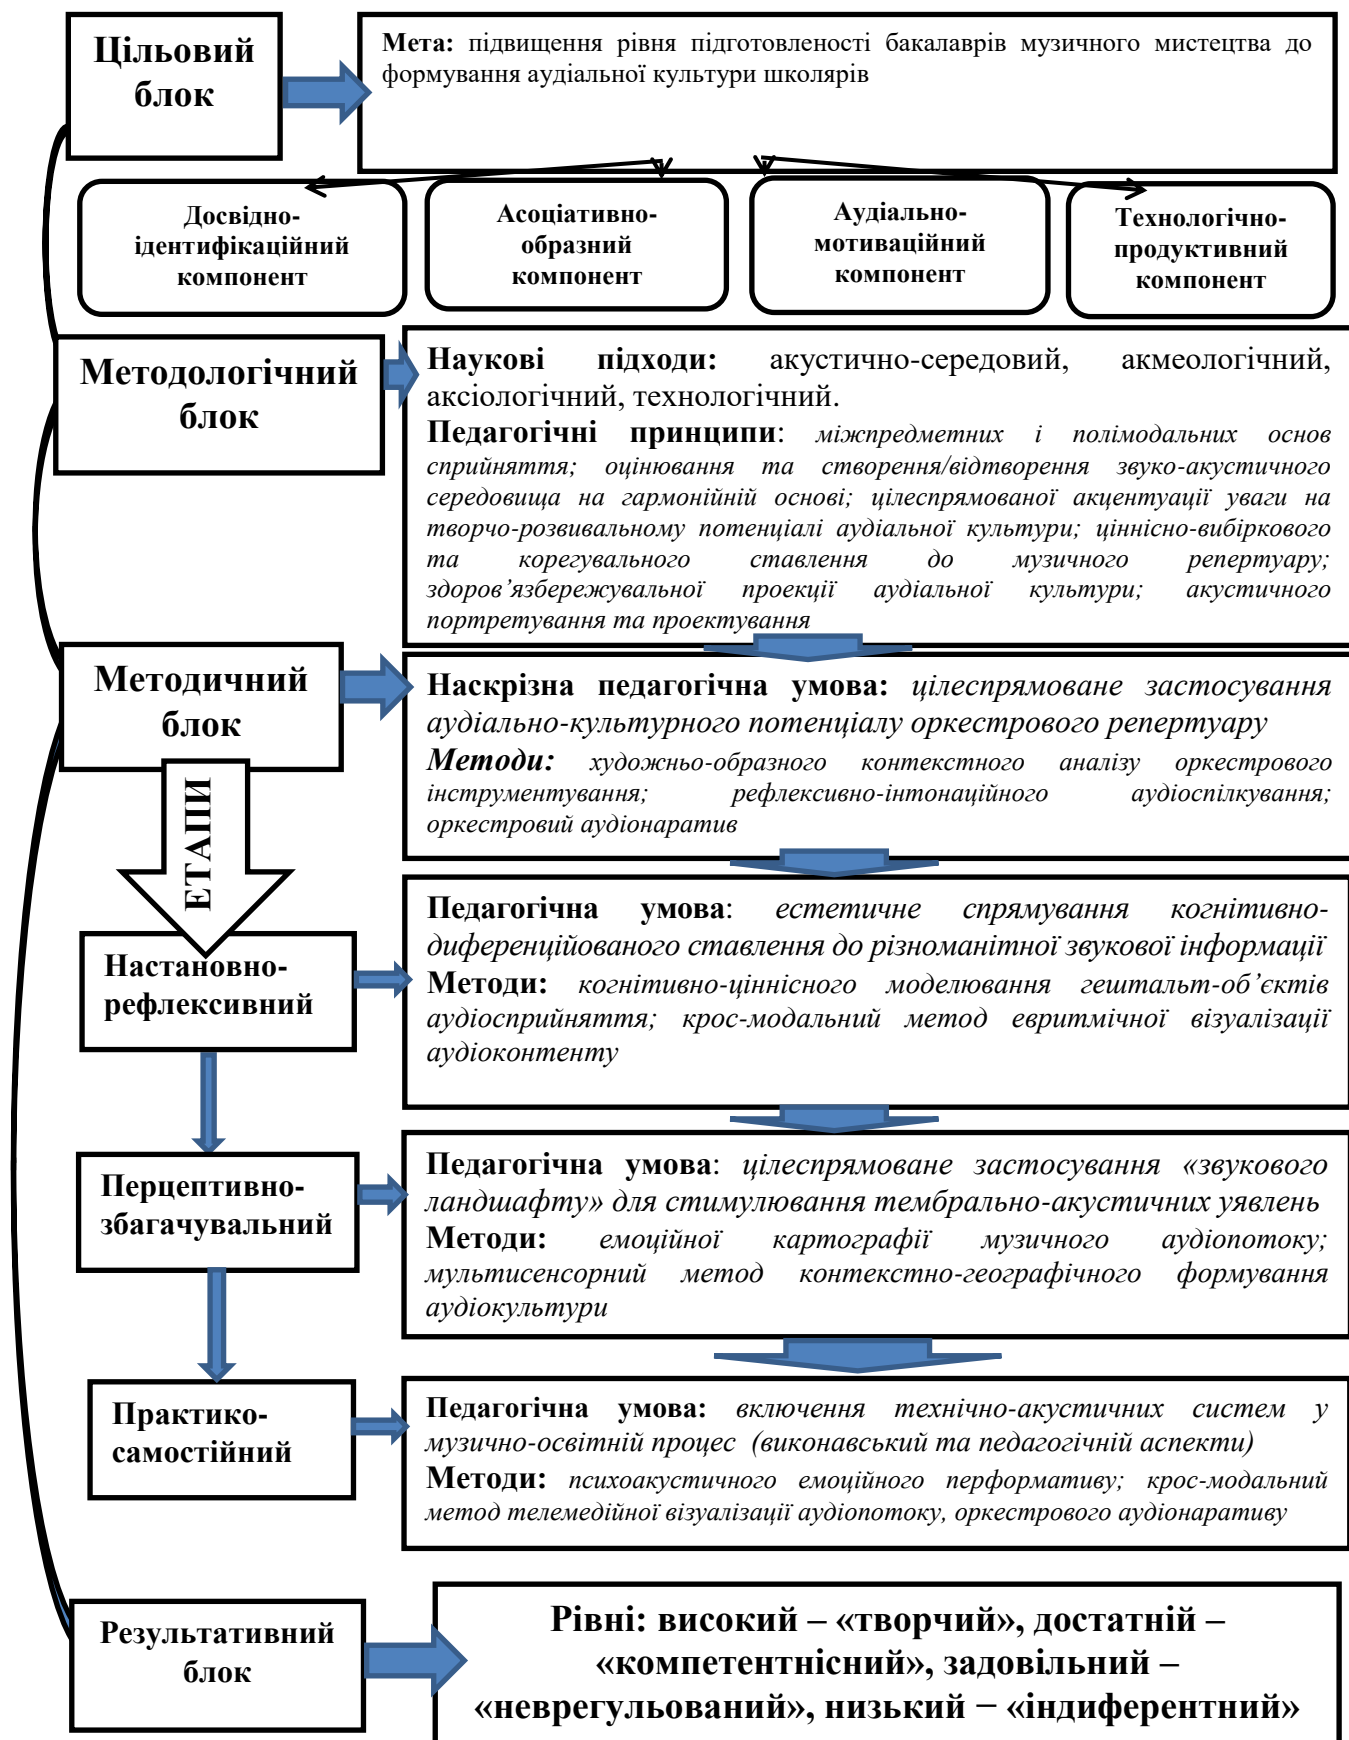 Цільовий
блок
Мета: підвищення рівня підготовленості бакалаврів музичного мистецтва до
формування аудіальної культури школярів
Досвідно-
ідентифікаційний
компонент
Асоціативно-
образний
компонент
Аудіально-
мотиваційний
компонент
Технологічно-
продуктивний
компонент
Методологічний
блок
Наукові підходи: акустично-середовий, акмеологічний,
аксіологічний, технологічний.
Педагогічні принципи: міжпредметних і полімодальних основ
сприйняття; оцінювання та створення/відтворення звуко-акустичного
середовища на гармонійній основі; цілеспрямованої акцентуації уваги на
творчо-розвивальному потенціалі аудіальної культури; ціннісно-вибіркового
та корегувального ставлення до музичного репертуару;
здоров’язбережувальної проекції аудіальної культури; акустичного
портретування та проектування
Методичний
блок
Наскрізна педагогічна умова: цілеспрямоване застосування
аудіально-культурного потенціалу оркестрового репертуару
Методи: художньо-образного контекстного аналізу оркестрового
інструментування; рефлексивно-інтонаційного аудіоспілкування;
оркестровий аудіонаратив
ЕТАПИ
Настановно-
рефлексивний
Педагогічна умова: естетичне спрямування когнітивно-
диференційованого ставлення до різноманітної звукової інформації
Методи: когнітивно-ціннісного моделювання гештальт-об’єктів
аудіосприйняття; крос-модальний метод евритмічної візуалізації
аудіоконтенту
Перцептивно-
збагачувальний
Педагогічна умова: цілеспрямоване застосування «звукового
ландшафту» для стимулювання тембрально-акустичних уявлень
Методи: емоційної картографії музичного аудіопотоку;
мультисенсорний метод контекстно-географічного формування
аудіокультури
Практико-
самостійний
Педагогічна умова: включення технічно-акустичних систем у
музично-освітній процес (виконавський та педагогічній аспекти)
Методи: психоакустичного емоційного перформативу; крос-модальний
метод телемедійної візуалізації аудіопотоку, оркестрового аудіонаративу
Результативний
блок
Рівні: високий – «творчий», достатній –
«компетентнісний», задовільний –
«неврегульований», низький − «індиферентний»